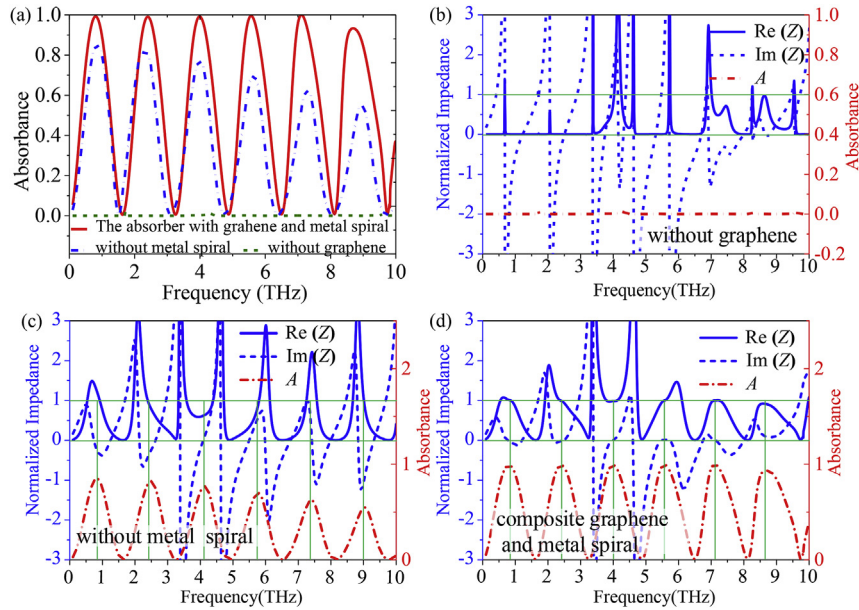 (a)
Absorbance
1.0
0.8
0.6
0.4
0.2
0.0
The absorber with grahene and metal spiral
without metal spiral
without graphene
0 2 4 6 8 10
Frequency (THz)
(b)
Normalized Impedance
3
2
1
0
-1
-2
-3
Re (Z)
Im (Z)
A
without graphene
1.0
0.8
0.6
0.4
0.2
0.0
-0.2
Absorbance
0 1 2 3 4 5 6 7 8 9 10
Frequency(THz)
(c)
Normalized Impedance
3
2
1
0
-1
-2
-3
Re (Z)
Im (Z)
A
without metal spiral
2
1
0
Absorbance
0 1 2 3 4 5 6 7 8 9 10
Frequency(THz)
(d)
Normalized Impedance
3
2
1
0
-1
-2
-3
Re (Z)
Im (Z)
A
composite graphene
and metal spiral
2
1
0
Absorbance
0 1 2 3 4 5 6 7 8 9 10
Frequency(THz)